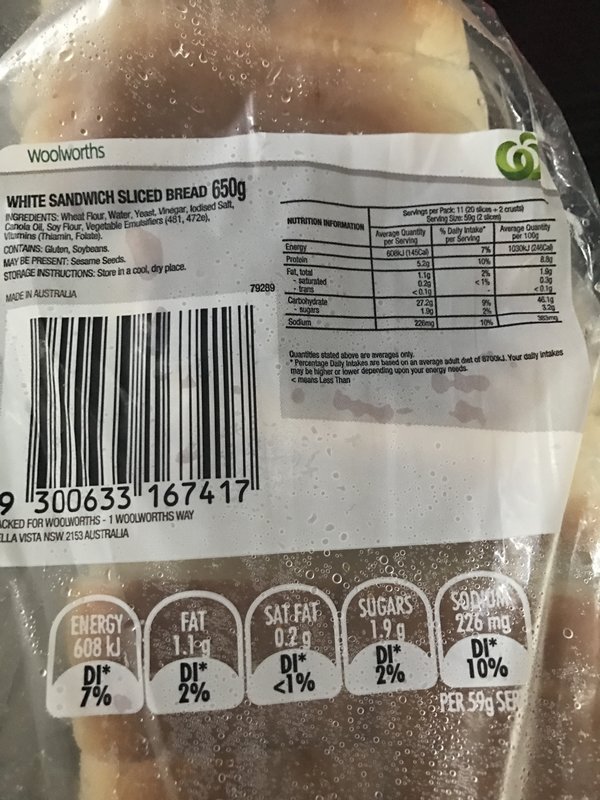 Woolworths
WHITE SANDWICH SLICED BREAD 650g
INGREDIENTS: Wheat Flour, Water, Yeast, Vinegar, Iodised Salt,
Canola Oil, Soy Flour, Vegetable Emulsifiers (481, 472e),
Vitamins (Thiamin, Folate).
CONTAINS: Gluten, Soybeans.
MAY BE PRESENT: Sesame Seeds.
STORAGE INSTRUCTIONS: Store in a cool, dry place.
MADE IN AUSTRALIA
79289
NUTRITION INFORMATION
Servings per Pack: 11 (20 slices + 2 crusts)
Serving Size: 59g (2 slices)
Average Quantity per Serving % Daily Intake* per Serving Average Quantity per 100g
Energy 608kJ (145Cal) 7% 1030kJ (246Cal)
Protein 5.2g 10% 8.8g
Fat, total 1.1g 2% 1.9g
- saturated 0.2g <1% 0.3g
- trans <0.1g - <0.1g
Carbohydrate 27.2g 9% 46.1g
- sugars 1.9g 2% 3.2g
Sodium 226mg 10% 383mg
Quantities stated above are averages only.
* Percentage Daily Intakes are based on an average adult diet of 8700kJ. Your daily intakes
may be higher or lower depending upon your energy needs.
< means Less Than
9 300633 167417
ACKED FOR WOOLWORTHS - 1 WOOLWORTHS WAY
ELLA VISTA NSW 2153 AUSTRALIA
ENERGY 608 kJ DI* 7%
FAT 1.1 g DI* 2%
SAT FAT 0.2 g DI* <1%
SUGARS 1.9 g DI* 2%
SODIUM 226 mg DI* 10%
PER 59g SER